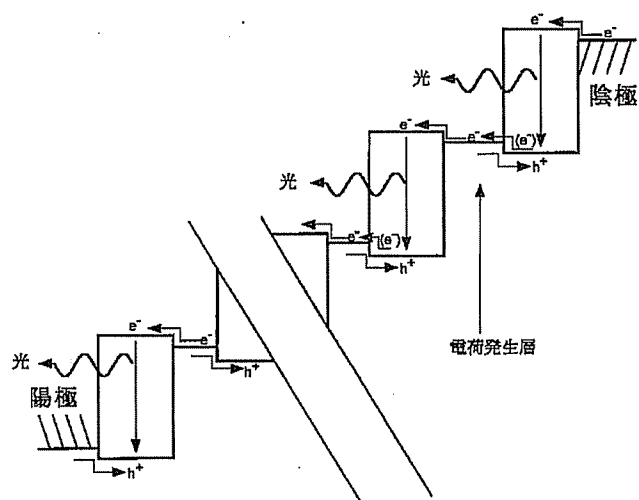 e⁻ e⁻
光
陰極
e⁻ e⁻ (e⁻)
h⁺
光
e⁻ (e⁻)
h⁺
電荷発生層
e⁻ e⁻
h⁺
光
陽極
h⁺